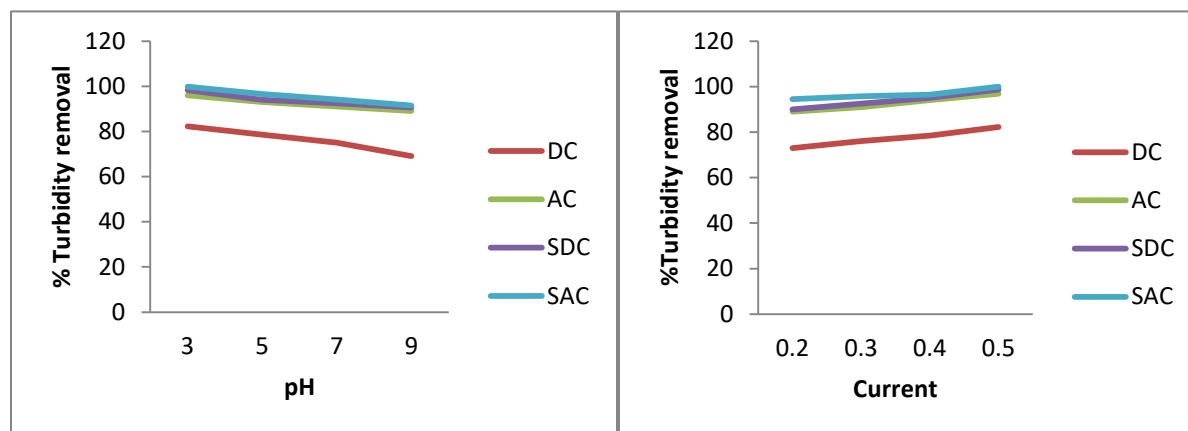 % Turbidity removal
120
100
80
60
40
20
0
3 5 7 9
pH
DC
AC
SDC
SAC
%Turbidity removal
120
100
80
60
40
20
0
0.2 0.3 0.4 0.5
Current
DC
AC
SDC
SAC